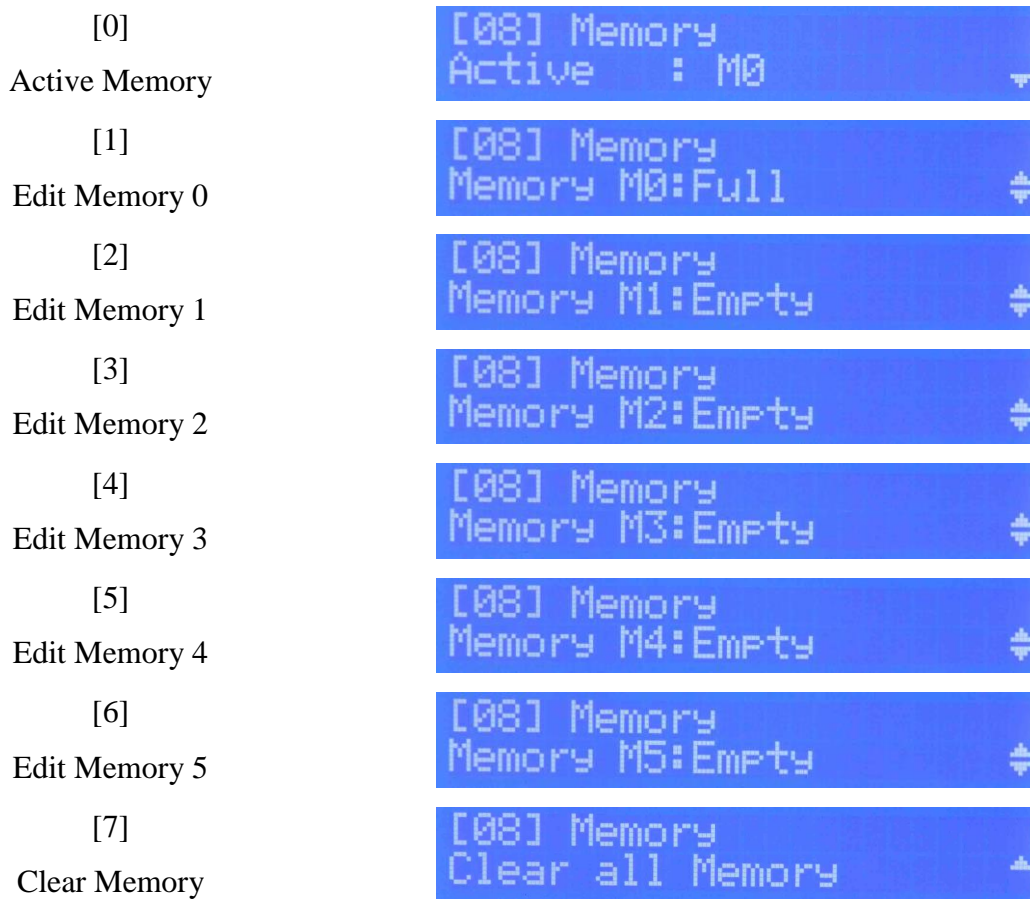 [0]
Active Memory
[08] Memory
Active : M0
[1]
Edit Memory 0
[08] Memory
Memory M0:Full
[2]
Edit Memory 1
[08] Memory
Memory M1:Empty
[3]
Edit Memory 2
[08] Memory
Memory M2:Empty
[4]
Edit Memory 3
[08] Memory
Memory M3:Empty
[5]
Edit Memory 4
[08] Memory
Memory M4:Empty
[6]
Edit Memory 5
[08] Memory
Memory M5:Empty
[7]
Clear Memory
[08] Memory
Clear all Memory